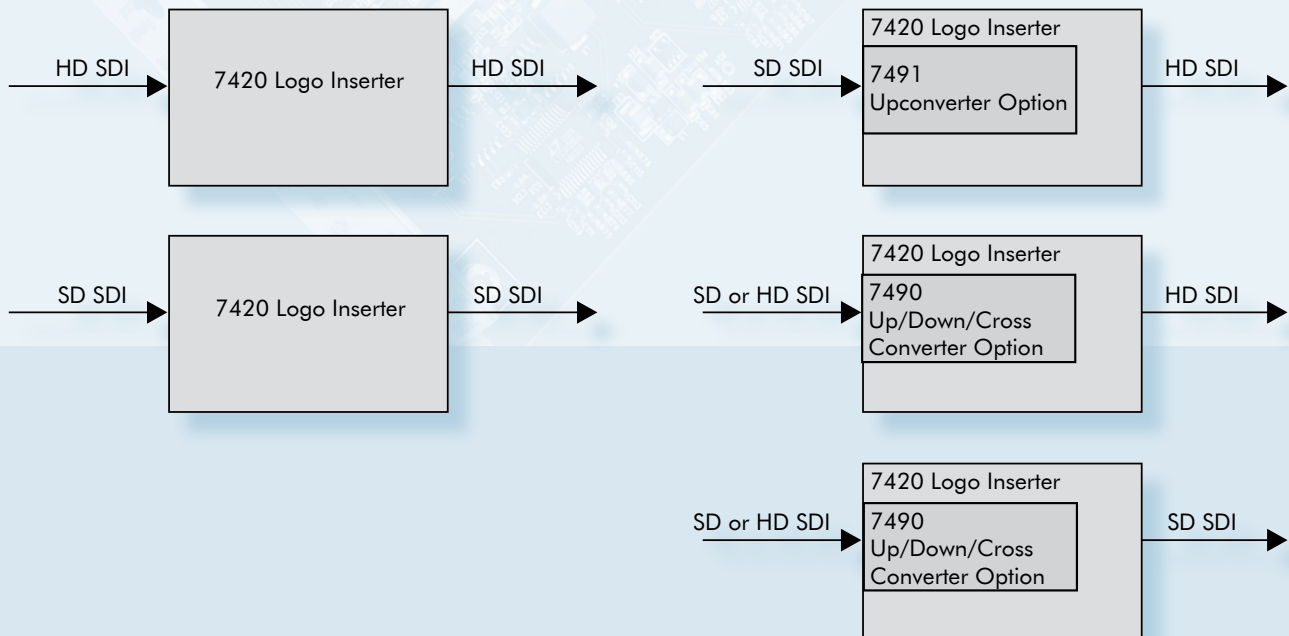 HD SDI
7420 Logo Inserter
HD SDI
SD SDI
7420 Logo Inserter
SD SDI
SD SDI
7420 Logo Inserter
7491
Upconverter Option
HD SDI
SD or HD SDI
7420 Logo Inserter
7490
Up/Down/Cross
Converter Option
HD SDI
SD or HD SDI
7420 Logo Inserter
7490
Up/Down/Cross
Converter Option
SD SDI